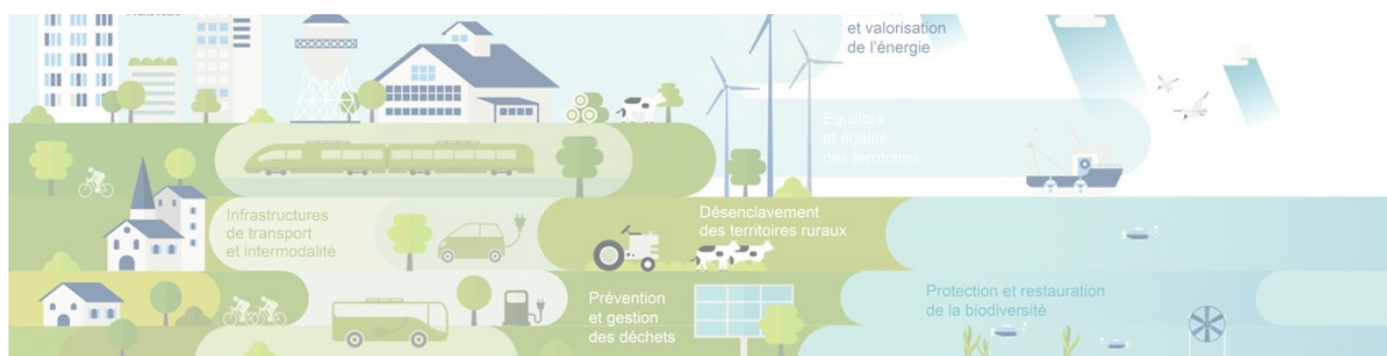 et valorisation
de l'énergie
Equilibre
et égalité
des territoires
Infrastructures
de transport
et intermodalité
Désenclavement
des territoires ruraux
Prévention
et gestion
des déchets
Protection et restauration
de la biodiversité